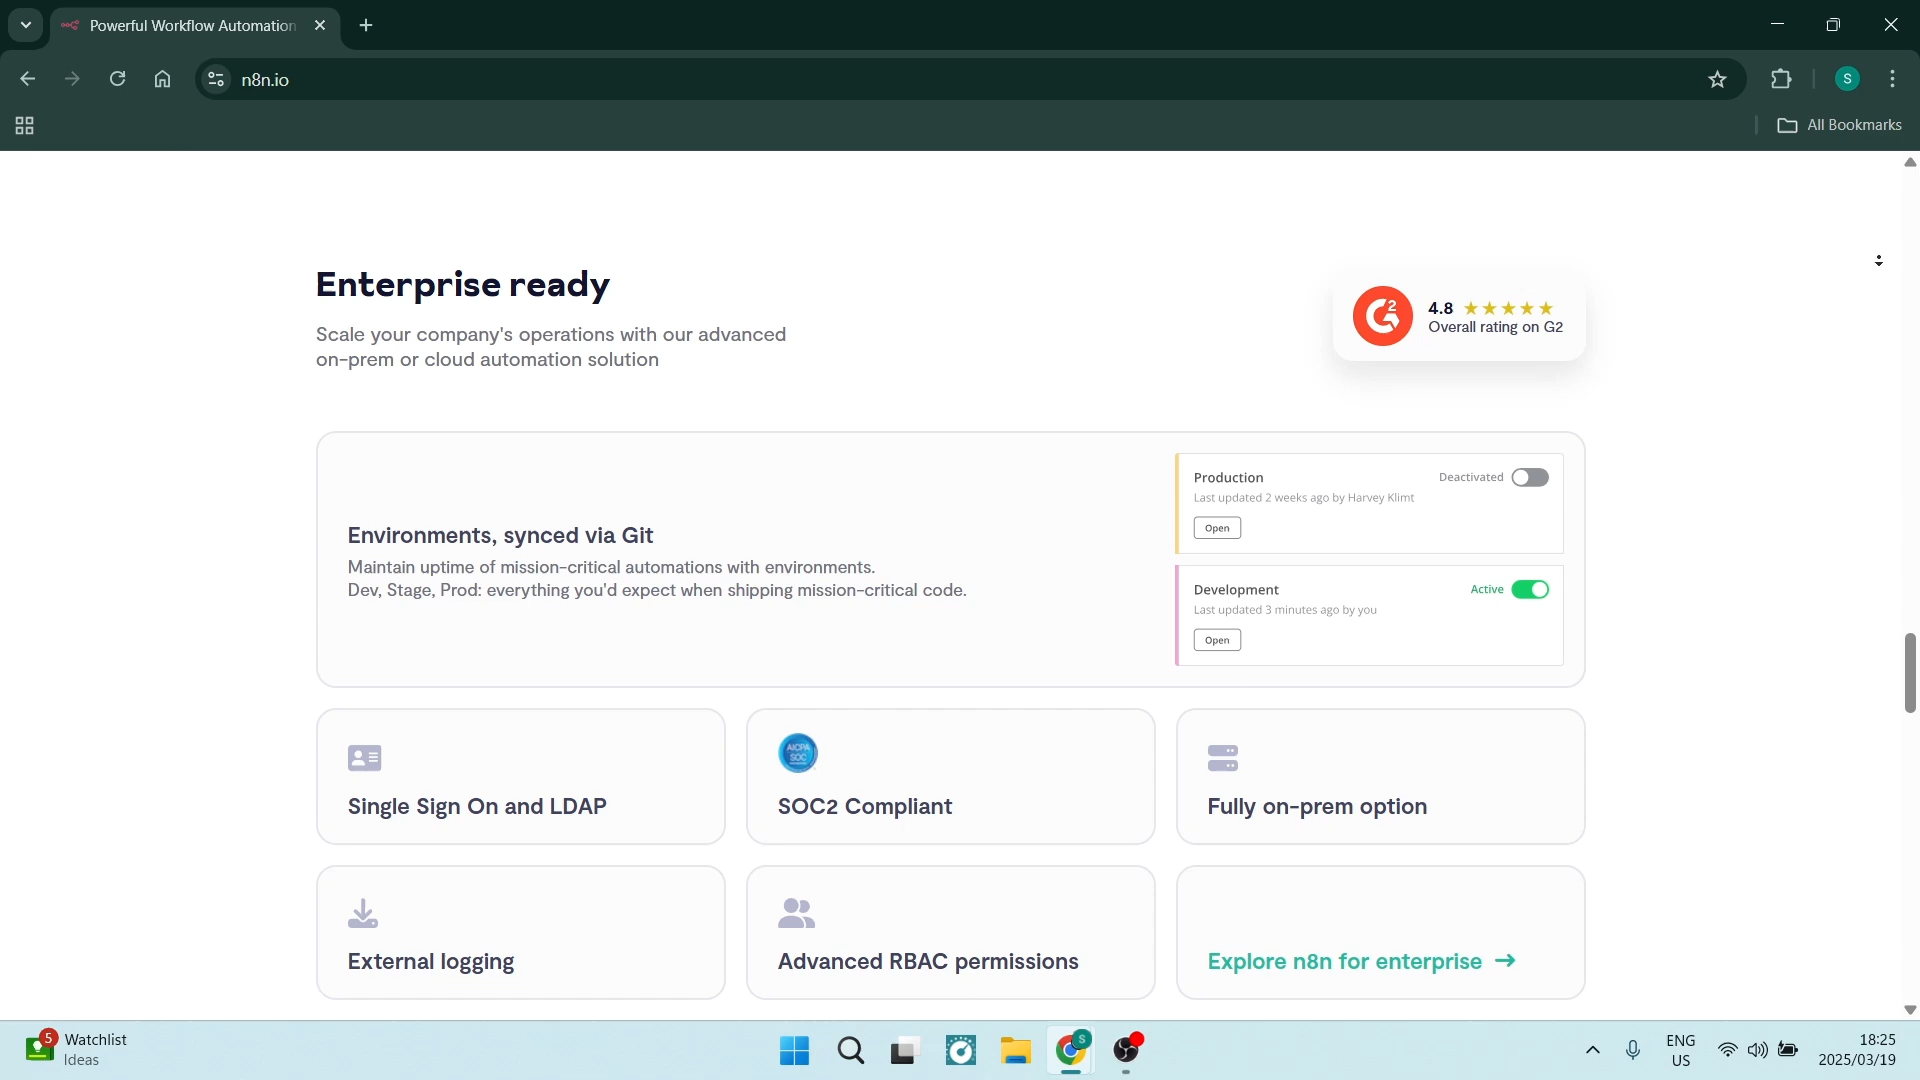 Powerful Workflow Automation
n8n.io
S
All Bookmarks
Enterprise ready
Scale your company's operations with our advanced
on-prem or cloud automation solution
G2
4.8
Overall rating on G2
Environments, synced via Git
Maintain uptime of mission-critical automations with environments.
Dev, Stage, Prod: everything you'd expect when shipping mission-critical code.
Production
Deactivated
Last updated 2 weeks ago by Harvey Klimt
Open
Development
Active
Last updated 3 minutes ago by you
Open
Single Sign On and LDAP
AICPA
SOC
SOC2 Compliant
Fully on-prem option
External logging
Advanced RBAC permissions
Explore n8n for enterprise →
5
Watchlist
Ideas
S
ENG
US
18:25
2025/03/19